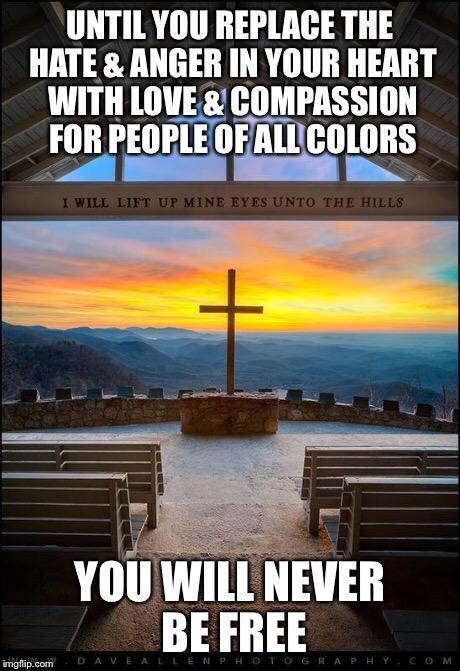 UNTIL YOU REPLACE THE
HATE & ANGER IN YOUR HEART
WITH LOVE & COMPASSION
FOR PEOPLE OF ALL COLORS
I WILL LIFT UP MINE EYES UNTO THE HILLS
YOU WILL NEVER
BE FREE
imgflip.com
WWW.DAVEALLENPHOTOGRAPHY.COM